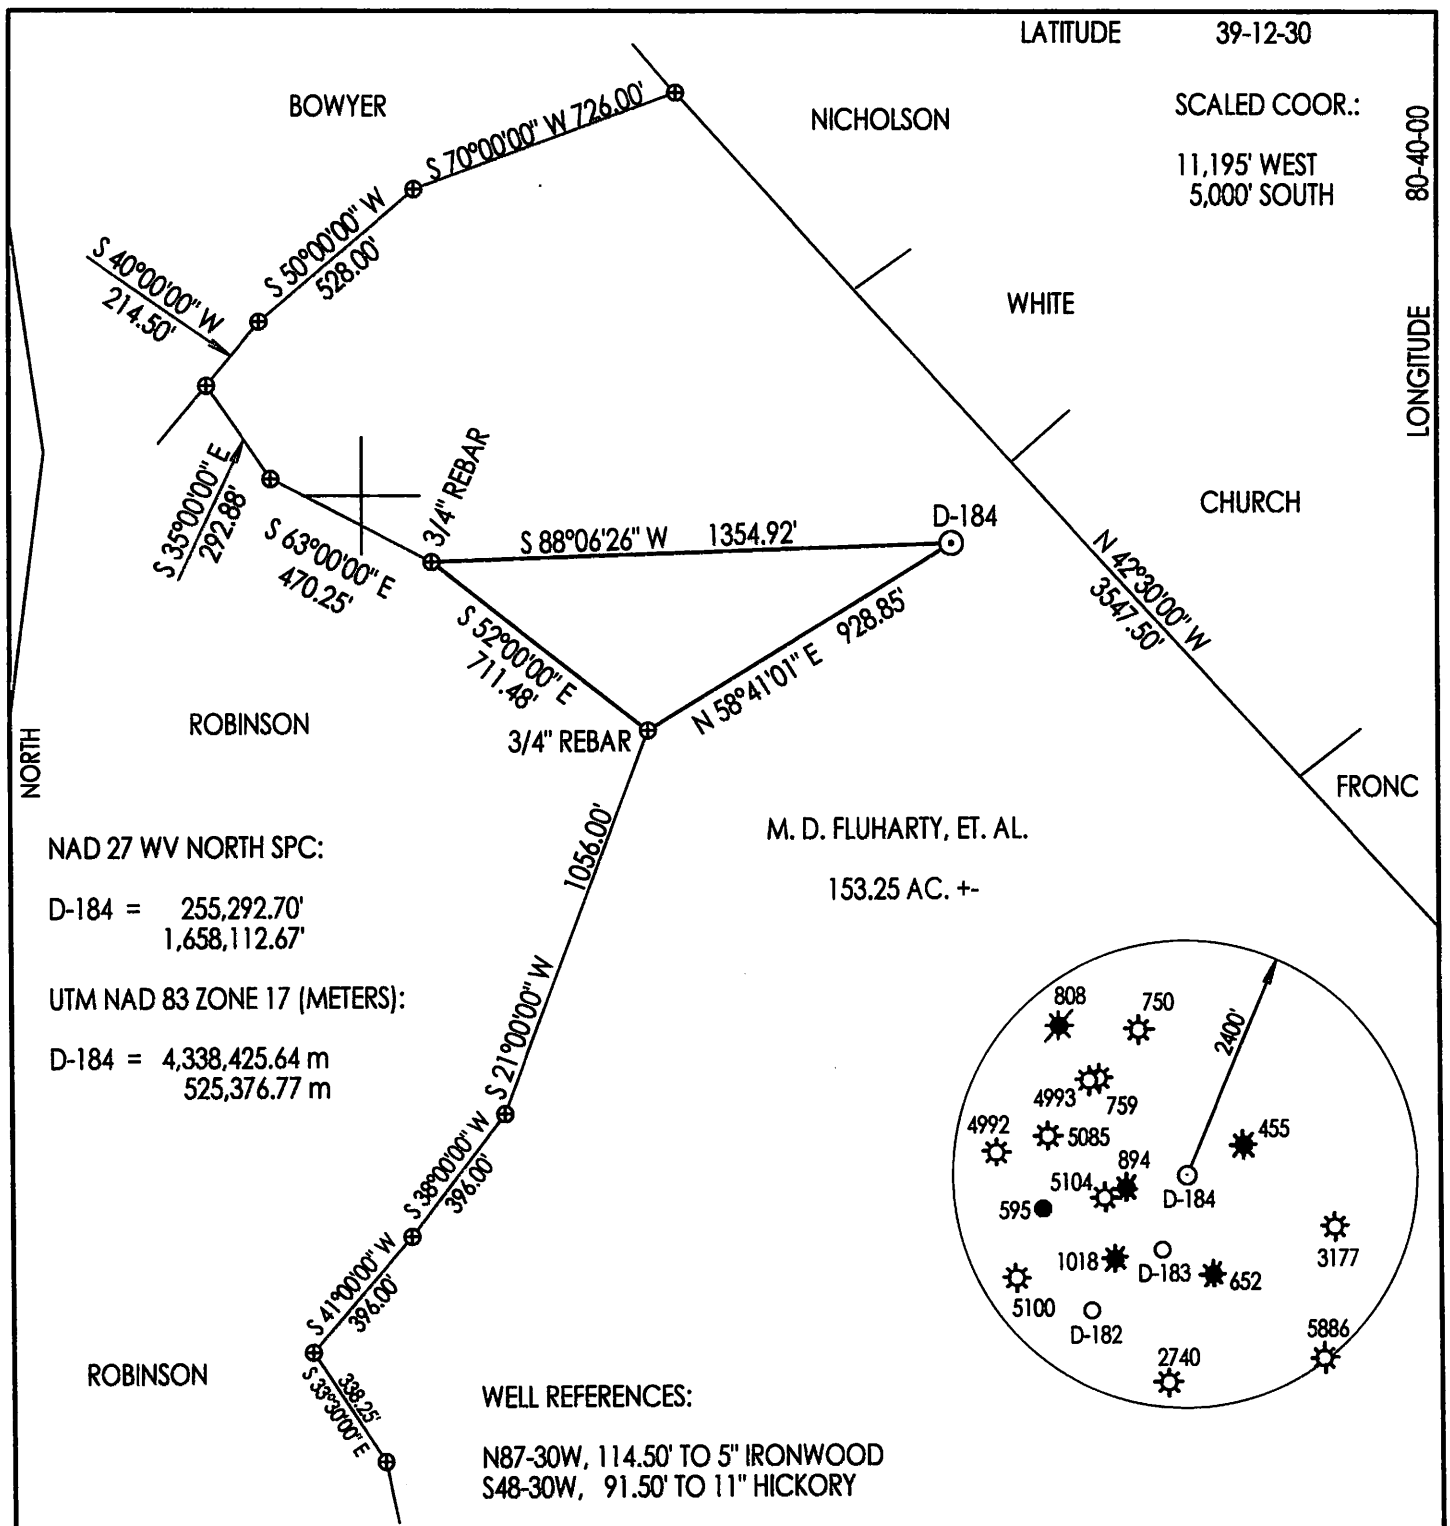 LATITUDE 39-12-30
BOWYER
NICHOLSON
SCALED COOR.:
11,195' WEST
5,000' SOUTH
80-40-00
LONGITUDE
S 70°00'00" W 726.00'
S 50°00'00" W
528.00'
S 40°00'00" W
214.50'
WHITE
S 35°00'00" E
292.88'
S 63°00'00" E
470.25'
3/4" REBAR
S 88°06'26" W 1354.92'
D-184
CHURCH
N 42°30'00" W
3547.50'
S 52°00'00" E
711.48'
N 58°41'01" E 928.85'
3/4" REBAR
ROBINSON
NORTH
FRONC
M. D. FLUHARTY, ET. AL.
153.25 AC. +-
NAD 27 WV NORTH SPC:
D-184 = 255,292.70'
1,658,112.67'
UTM NAD 83 ZONE 17 (METERS):
D-184 = 4,338,425.64 m
525,376.77 m
S 21°00'00" W 1056.00'
S 38°00'00" W
396.00'
S 41°00'00" W
396.00'
338.25'
S 33°30'00" E
ROBINSON
808
750
2400'
4993
759
4992
5085
455
894
5104
595
D-184
1018
D-183
652
3177
5100
D-182
5886
2740
WELL REFERENCES:
N87-30W, 114.50' TO 5" IRONWOOD
S48-30W, 91.50' TO 11" HICKORY